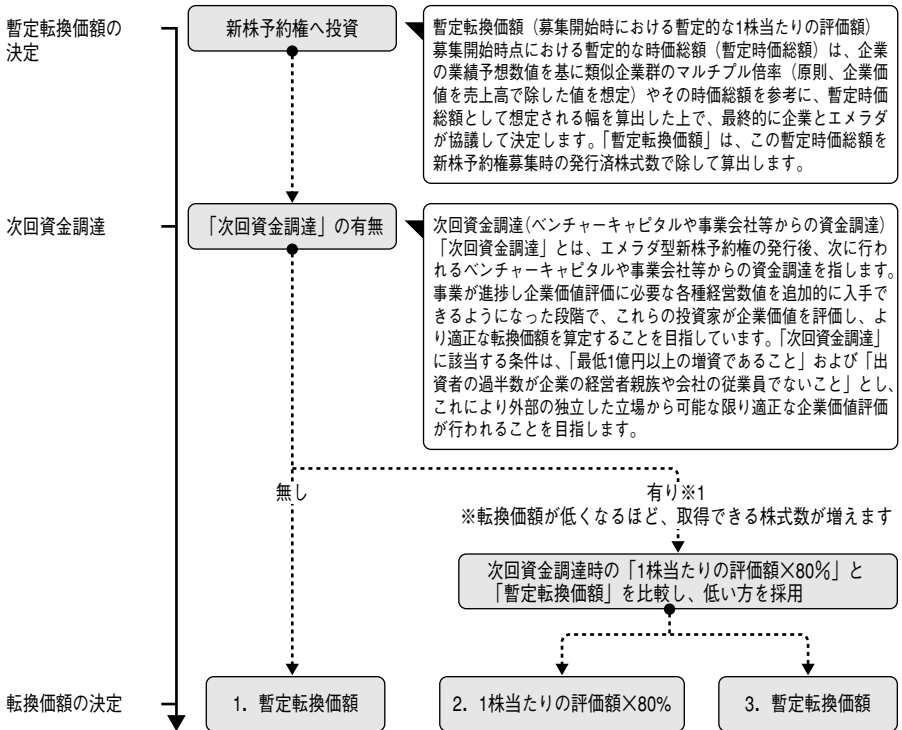 暫定転換価額の
決定
新株予約権へ投資
暫定転換価額（募集開始時における暫定的な1株当たりの評価額）
募集開始時点における暫定的な時価総額（暫定時価総額）は、企業
の業績予想数値を基に類似企業群のマルチプル倍率（原則、企業価
値を売上高で除した値を想定）やその時価総額を参考に、暫定時価
総額として想定される幅を算出した上で、最終的に企業とエメラダ
が協議して決定します。「暫定転換価額」は、この暫定時価総額を
新株予約権募集時の発行済株式数で除して算出します。
次回資金調達
「次回資金調達」の有無
次回資金調達（ベンチャーキャピタルや事業会社等からの資金調達）
「次回資金調達」とは、エメラダ型新株予約権の発行後、次に行わ
れるベンチャーキャピタルや事業会社等からの資金調達を指します。
事業が進捗し企業価値評価に必要な各種経営数値を追加的に入手で
きるようになった段階で、これらの投資家が企業価値を評価し、よ
り適正な転換価額を算定することを目指しています。「次回資金調達」
に該当する条件は、「最低1億円以上の増資であること」および「出
資者の過半数が企業の経営者親族や会社の従業員でないこと」とし、
これにより外部の独立した立場から可能な限り適正な企業価値評価
が行われることを目指します。
無し
有り※1
※転換価額が低くなるほど、取得できる株式数が増えます
次回資金調達時の「1株当たりの評価額×80％」と
「暫定転換価額」を比較し、低い方を採用
転換価額の決定
1. 暫定転換価額
2. 1株当たりの評価額×80%
3. 暫定転換価額